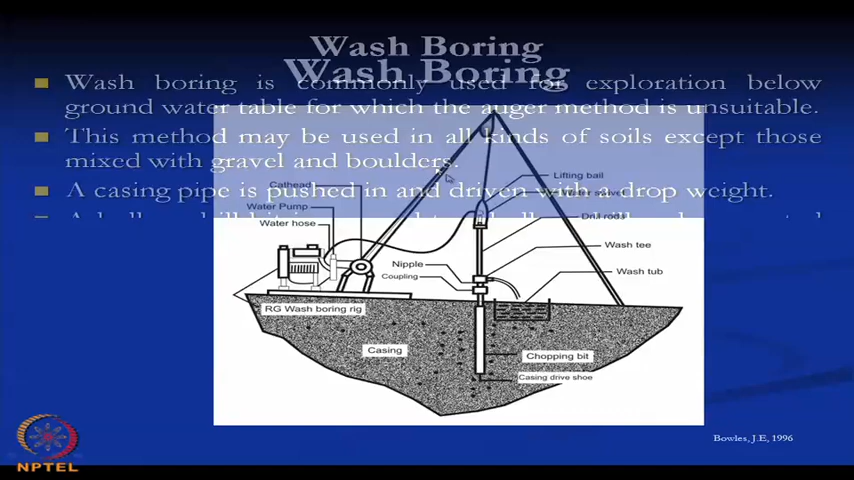 Wash Boring
Wash Boring
Wash boring is commonly used for exploration below
ground water table for which the auger method is unsuitable.
This method may be used in all kinds of soils except those
mixed with gravel and boulders.
A casing pipe is pushed in and driven with a drop weight.
Cathead
Water Pump
Water hose
Lifting bail
Water swivel
Drill rods
Wash tee
Wash tub
Nipple
Coupling
RG Wash boring rig
Casing
Chopping bit
Casing drive shoe
Bowles, J.E, 1996
NPTEL